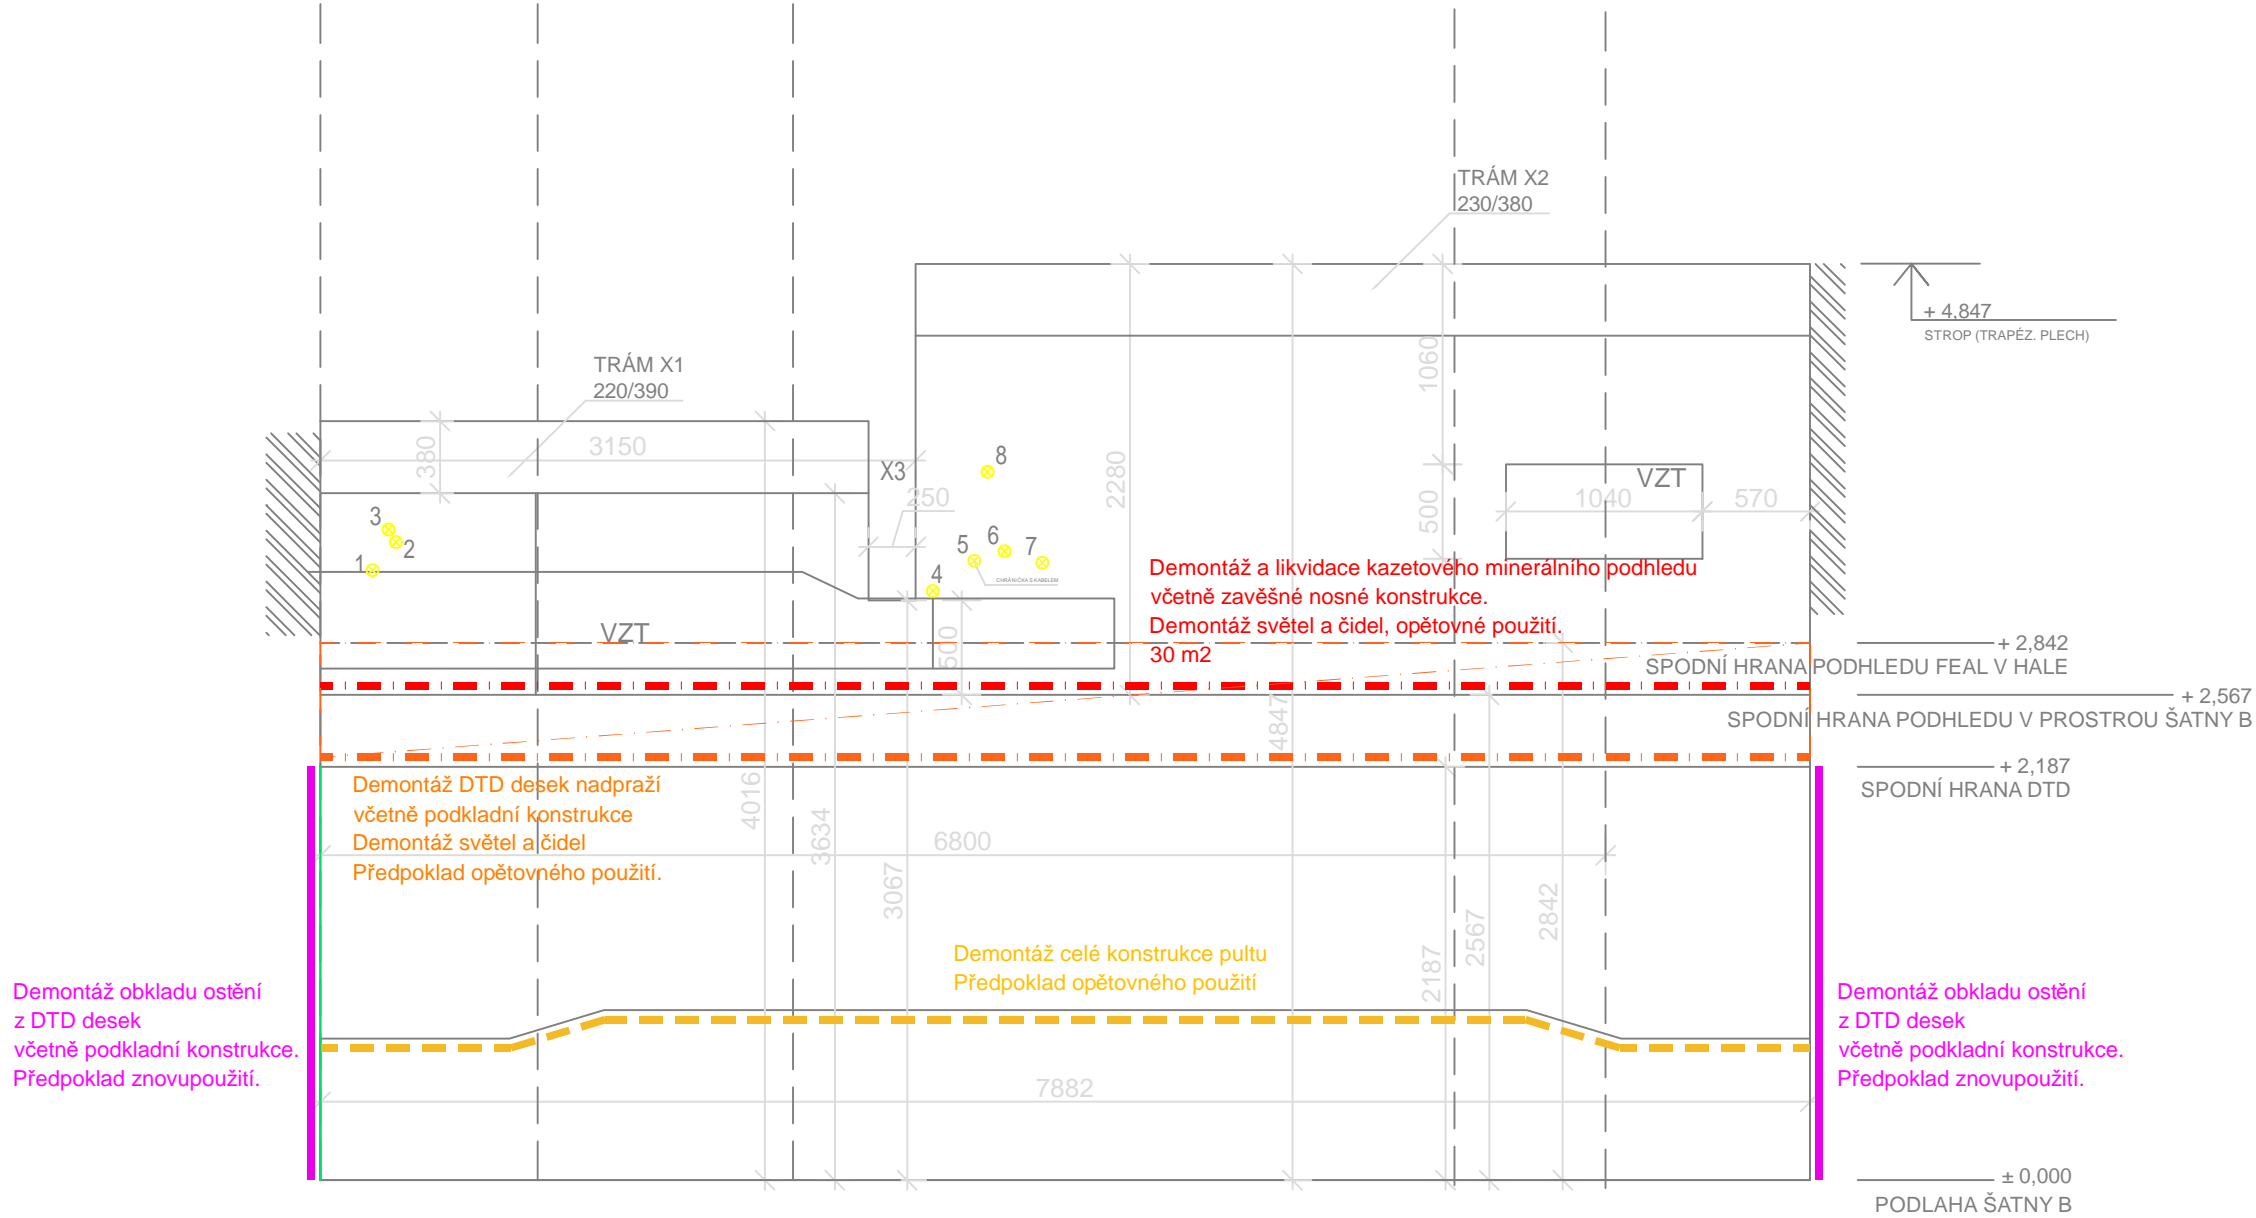 TRÁM X2
230/380
+ 4,847
STROP (TRAPÉZ. PLECH)
TRÁM X1
220/390
1060
380
3150
X3
8
250
2280
500
VZT
1040
570
3
2
1
5
6
7
4
CHRÁNIČKA S KABELEM
Demontáž a likvidace kazetového minerálního podhledu
včetně zavěšné nosné konstrukce.
Demontáž světel a čidel, opětovné použití.
30 m2
VZT
500
+ 2,842
SPODNÍ HRANA PODHLEDU FEAL V HALE
+ 2,567
SPODNÍ HRANA PODHLEDU V PROSTROU ŠATNY B
4847
+ 2,187
SPODNÍ HRANA DTD
Demontáž DTD desek nadpraží
včetně podkladní konstrukce
Demontáž světel a čidel
Předpoklad opětovného použití.
4016
3634
3067
6800
2187
2567
2842
Demontáž celé konstrukce pultu
Předpoklad opětovného použití
Demontáž obkladu ostění
z DTD desek
včetně podkladní konstrukce.
Předpoklad znovupoužití.
Demontáž obkladu ostění
z DTD desek
včetně podkladní konstrukce.
Předpoklad znovupoužití.
7882
± 0,000
PODLAHA ŠATNY B